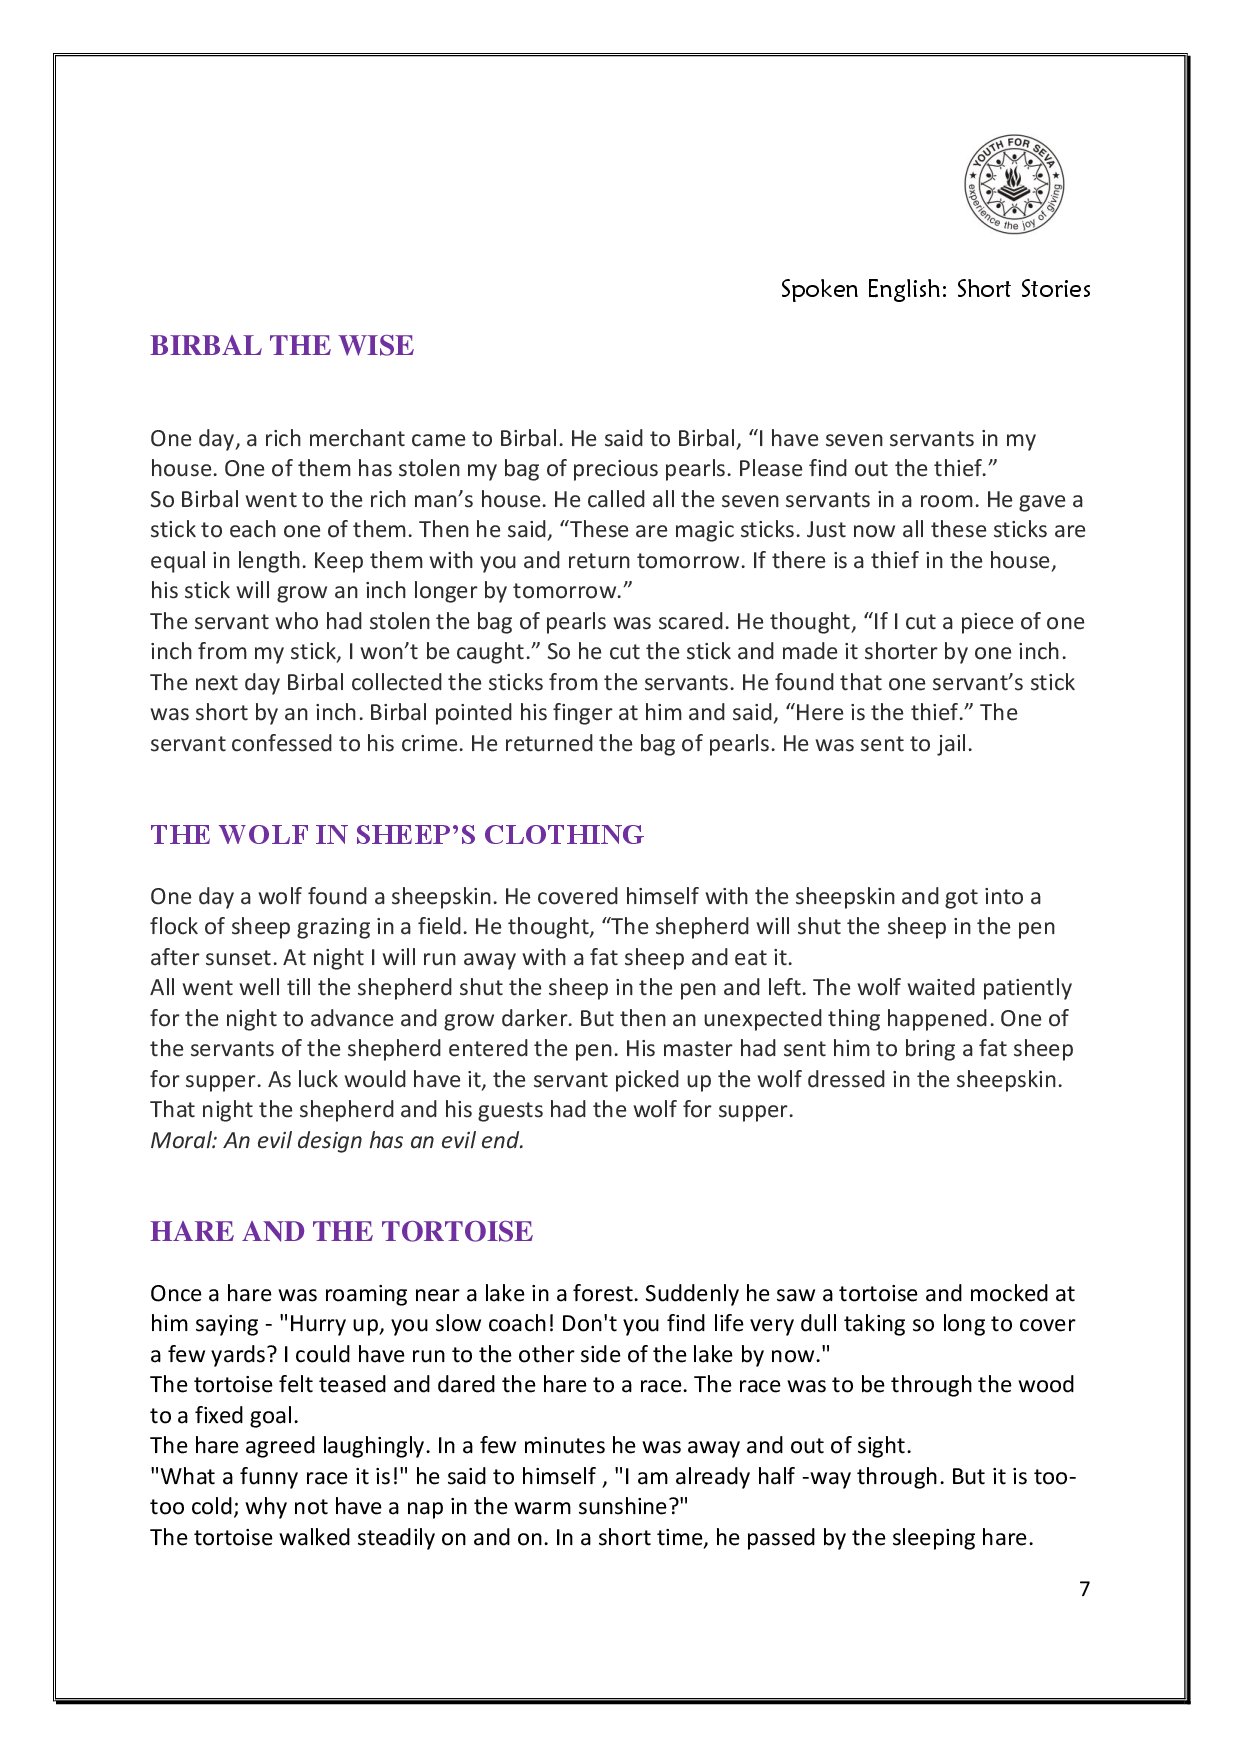 YOUTH FOR SEVA
experience the joy of giving
Spoken English: Short Stories
BIRBAL THE WISE
One day, a rich merchant came to Birbal. He said to Birbal, “I have seven servants in my
house. One of them has stolen my bag of precious pearls. Please find out the thief.”
So Birbal went to the rich man’s house. He called all the seven servants in a room. He gave a
stick to each one of them. Then he said, “These are magic sticks. Just now all these sticks are
equal in length. Keep them with you and return tomorrow. If there is a thief in the house,
his stick will grow an inch longer by tomorrow.”
The servant who had stolen the bag of pearls was scared. He thought, “If I cut a piece of one
inch from my stick, I won’t be caught.” So he cut the stick and made it shorter by one inch.
The next day Birbal collected the sticks from the servants. He found that one servant’s stick
was short by an inch. Birbal pointed his finger at him and said, “Here is the thief.” The
servant confessed to his crime. He returned the bag of pearls. He was sent to jail.
THE WOLF IN SHEEP’S CLOTHING
One day a wolf found a sheepskin. He covered himself with the sheepskin and got into a
flock of sheep grazing in a field. He thought, “The shepherd will shut the sheep in the pen
after sunset. At night I will run away with a fat sheep and eat it.
All went well till the shepherd shut the sheep in the pen and left. The wolf waited patiently
for the night to advance and grow darker. But then an unexpected thing happened. One of
the servants of the shepherd entered the pen. His master had sent him to bring a fat sheep
for supper. As luck would have it, the servant picked up the wolf dressed in the sheepskin.
That night the shepherd and his guests had the wolf for supper.
Moral: An evil design has an evil end.
HARE AND THE TORTOISE
Once a hare was roaming near a lake in a forest. Suddenly he saw a tortoise and mocked at
him saying - "Hurry up, you slow coach! Don't you find life very dull taking so long to cover
a few yards? I could have run to the other side of the lake by now."
The tortoise felt teased and dared the hare to a race. The race was to be through the wood
to a fixed goal.
The hare agreed laughingly. In a few minutes he was away and out of sight.
"What a funny race it is!" he said to himself , "I am already half -way through. But it is too-
too cold; why not have a nap in the warm sunshine?"
The tortoise walked steadily on and on. In a short time, he passed by the sleeping hare.
7